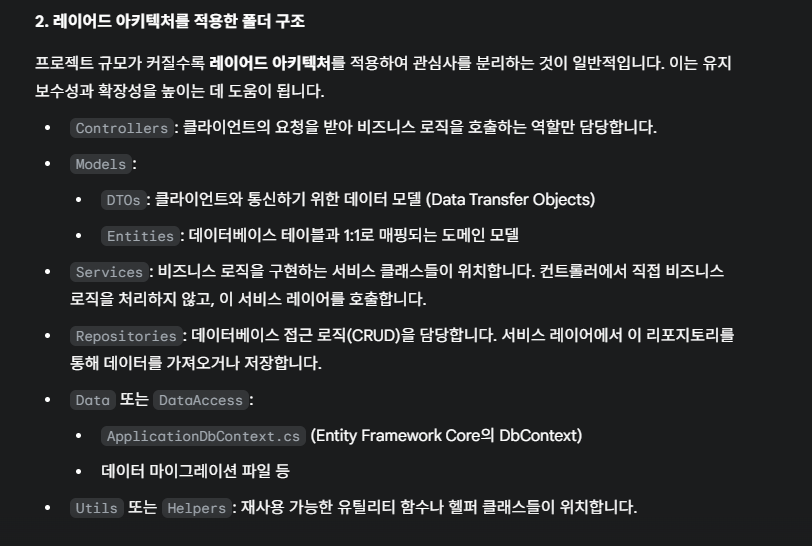 2. 레이어드 아키텍처를 적용한 폴더 구조
프로젝트 규모가 커질수록 레이어드 아키텍처를 적용하여 관심사를 분리하는 것이 일반적입니다. 이는 유지
보수성과 확장성을 높이는 데 도움이 됩니다.
• Controllers: 클라이언트의 요청을 받아 비즈니스 로직을 호출하는 역할만 담당합니다.
• Models:
• DTOs: 클라이언트와 통신하기 위한 데이터 모델 (Data Transfer Objects)
• Entities: 데이터베이스 테이블과 1:1로 매핑되는 도메인 모델
• Services: 비즈니스 로직을 구현하는 서비스 클래스들이 위치합니다. 컨트롤러에서 직접 비즈니스
로직을 처리하지 않고, 이 서비스 레이어를 호출합니다.
• Repositories: 데이터베이스 접근 로직(CRUD)을 담당합니다. 서비스 레이어에서 이 리포지토리를
통해 데이터를 가져오거나 저장합니다.
• Data 또는 DataAccess:
• ApplicationDbContext.cs (Entity Framework Core의 DbContext)
• 데이터 마이그레이션 파일 등
• Utils 또는 Helpers: 재사용 가능한 유틸리티 함수나 헬퍼 클래스들이 위치합니다.